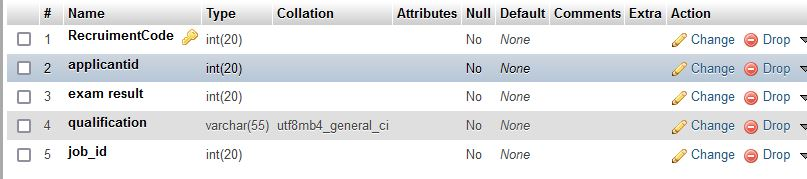 # Name Type Collation Attributes Null Default Comments Extra Action
1 RecruimentCode int(20) No None Change Drop
2 applicantid int(20) No None Change Drop
3 exam result int(20) No None Change Drop
4 qualification varchar(55) utf8mb4_general_ci No None Change Drop
5 job_id int(20) No None Change Drop